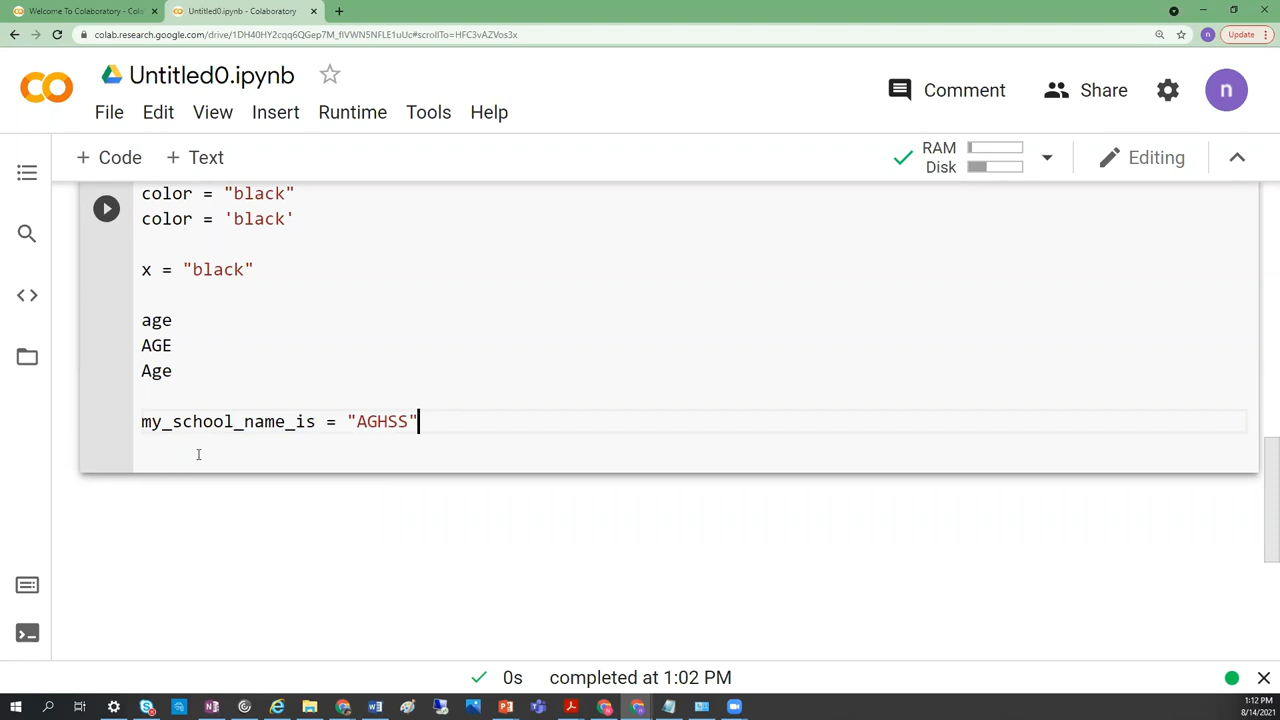 Welcome To Colaboratory - Cola
Untitled0.ipynb - Colaboratory
colab.research.google.com/drive/1DH40HY2cqq6QGep7M_fIVWN5NFLE1uUc#scrollTo=HFC3vAZVos3x
n
Update
Untitled0.ipynb
Comment
Share
n
File Edit View Insert Runtime Tools Help
+ Code + Text
RAM
Disk
Editing
color = "black"
color = 'black'
x = "black"
age
AGE
Age
my_school_name_is = "AGHSS"
0s completed at 1:02 PM
1:12 PM
8/14/2021